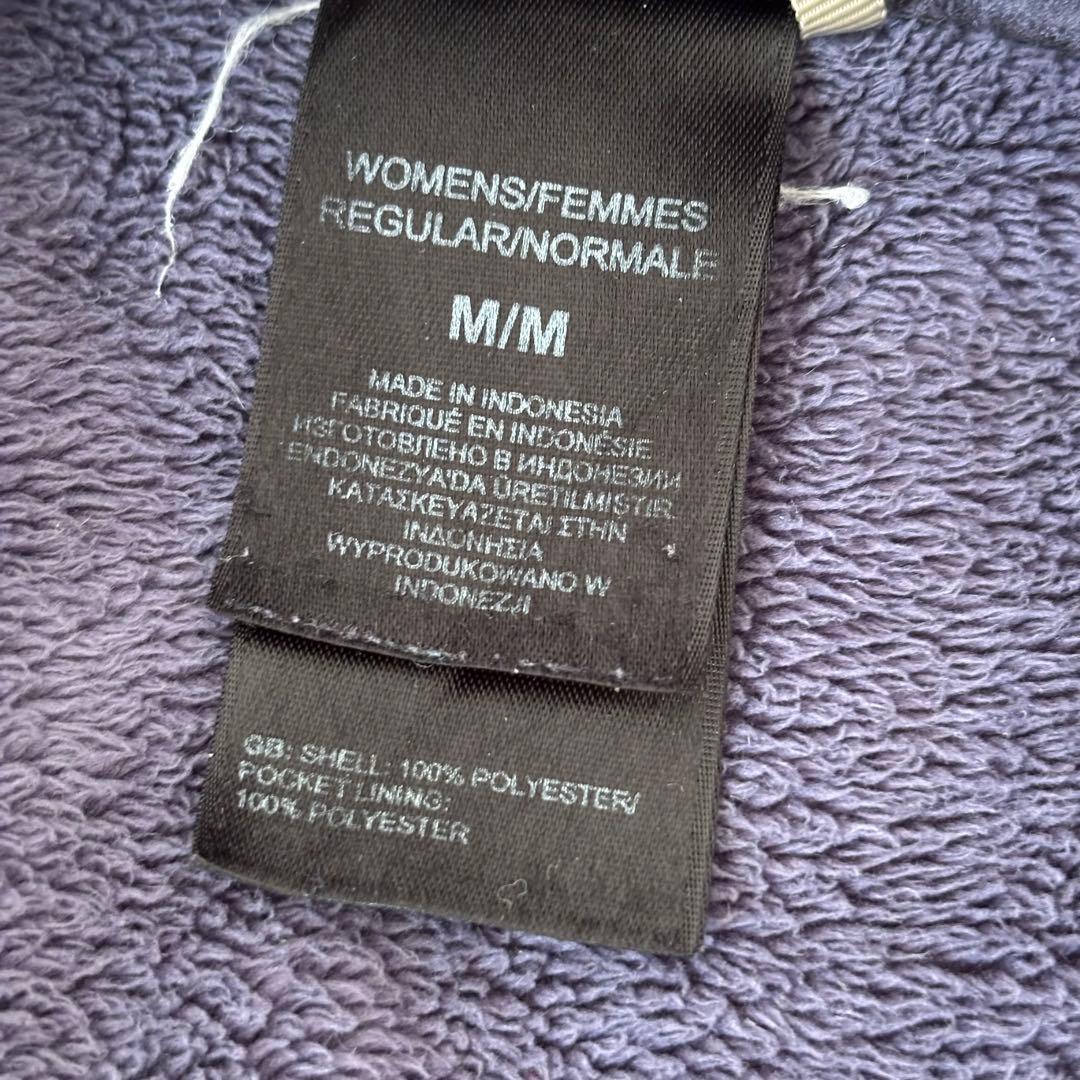 WOMENS/FEMMES
REGULAR/NORMALE
M/M
MADE IN INDONESIA
FABRIQUÉ EN INDONÉSIE
ИЗГОТОВЛЕНО В ИНДОНЕЗИИ
ENDONEZYA'DA ÜRETILMISTIR.
ΚΑΤΑΣΚΕΥΑΖΕΤΑΙ ΣΤΗΝ
ΙΝΔΟΝΗΣΙΑ
WYPRODUKOWANO W
INDONEZJI
GB: SHELL: 100% POLYESTER/
POCKET LINING:
100% POLYESTER